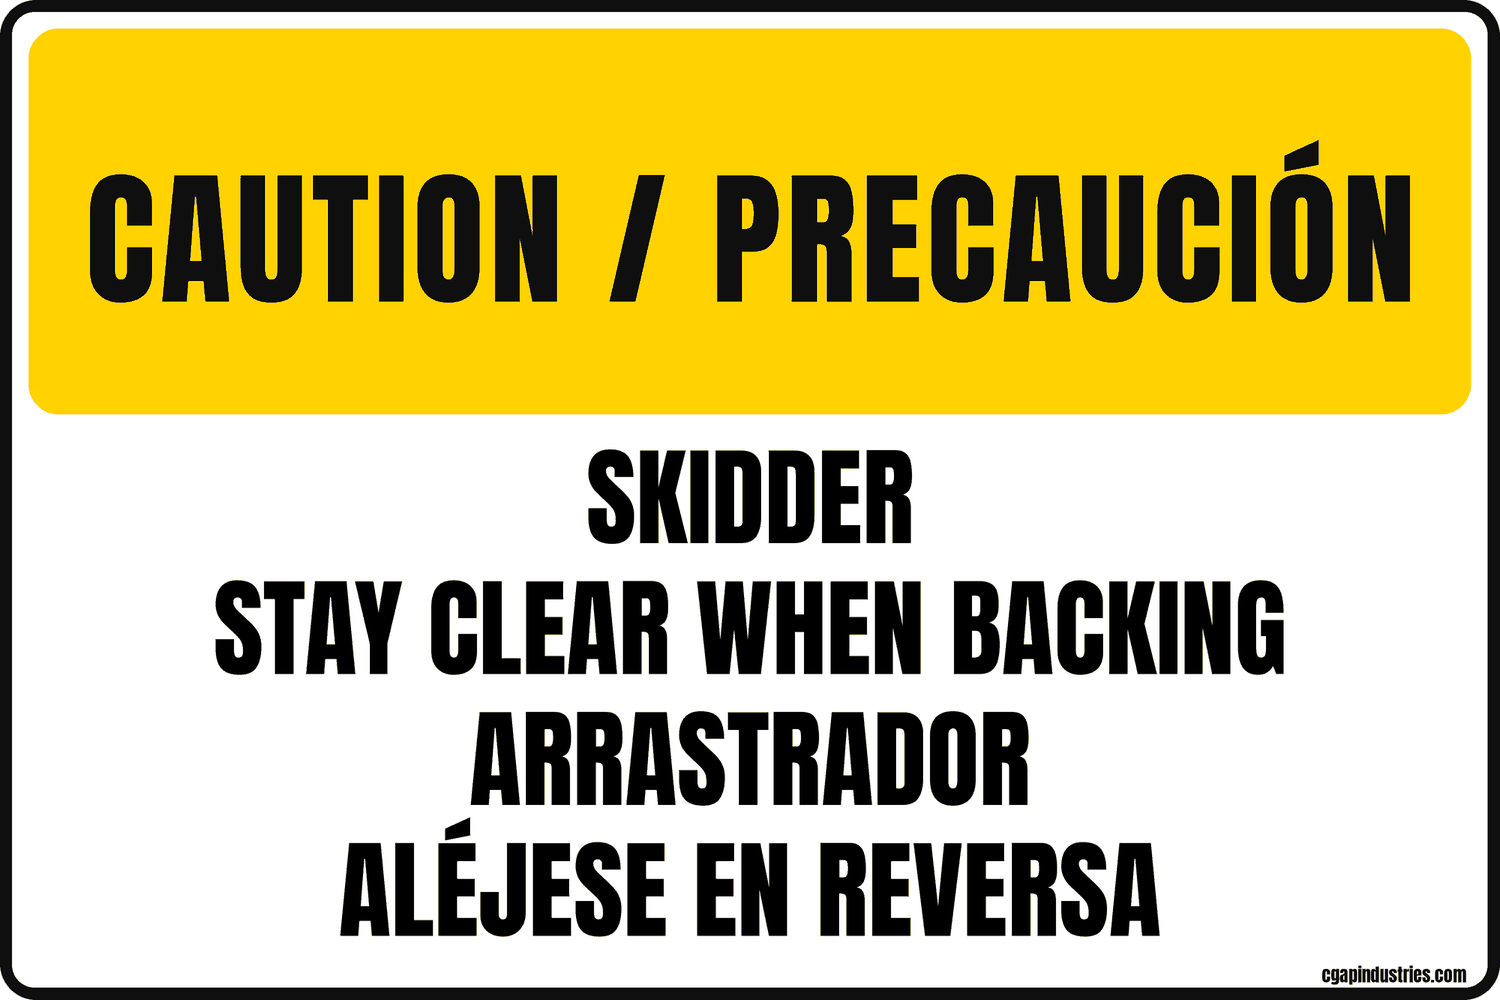 CAUTION / PRECAUCIÓN
SKIDDER
STAY CLEAR WHEN BACKING
ARRASTRADOR
ALÉJESE EN REVERSA
cgapindustries.com